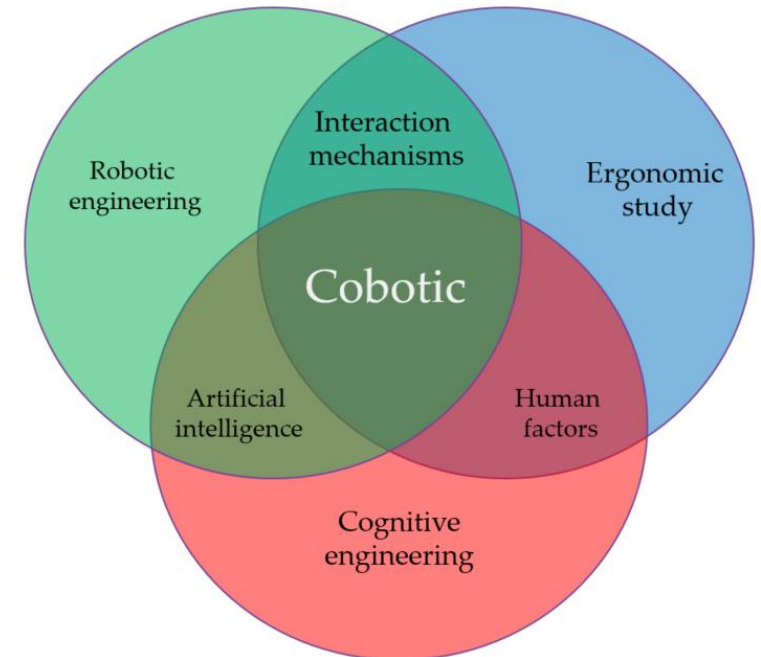 Interaction
mechanisms
Robotic
engineering
Ergonomic
study
Cobotic
Artificial
intelligence
Human
factors
Cognitive
engineering